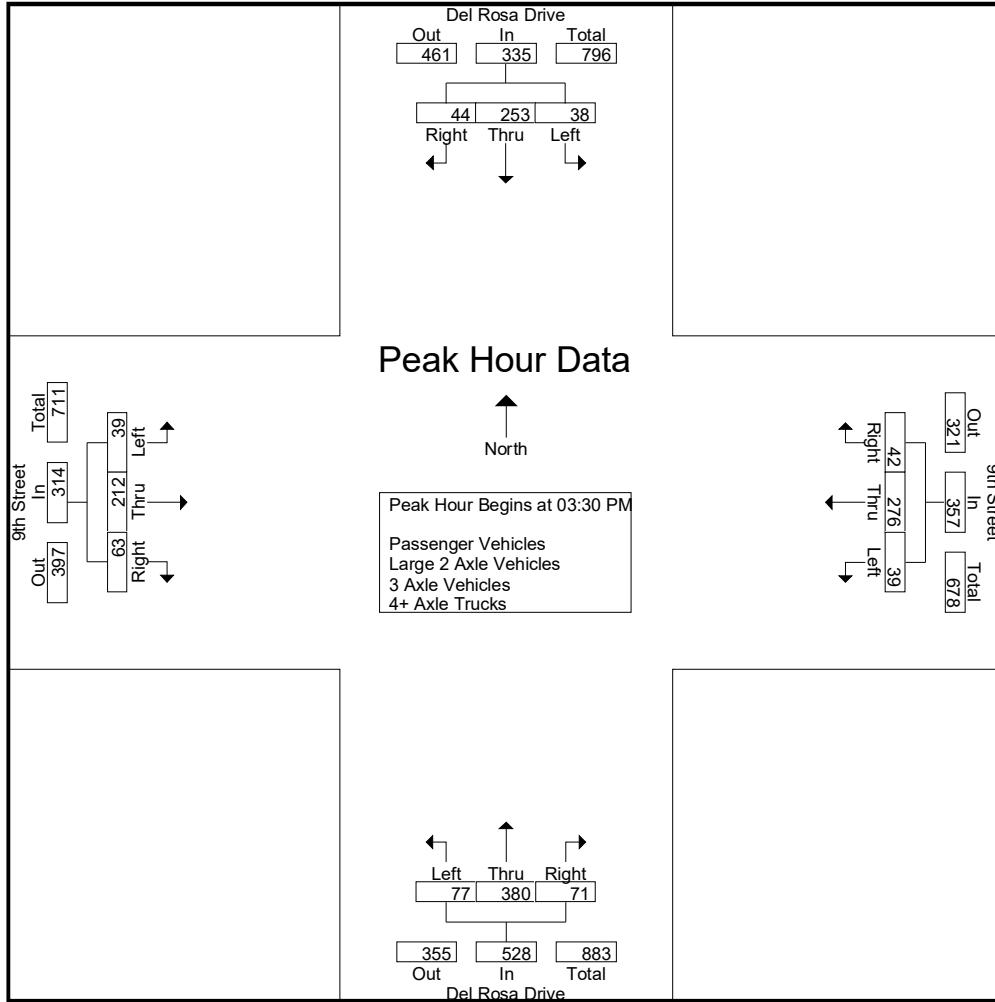 Del Rosa Drive
Out In Total
461 335 796
44 253 38
Right Thru Left
Peak Hour Data
North
Peak Hour Begins at 03:30 PM
Passenger Vehicles
Large 2 Axle Vehicles
3 Axle Vehicles
4+ Axle Trucks
9th Street
Total In Out
711 314 397
39 212 63
Left Thru Right
9th Street
Out In Total
321 357 678
42 276 39
Right Thru Left
Left Thru Right
77 380 71
355 528 883
Out In Total
Del Rosa Drive